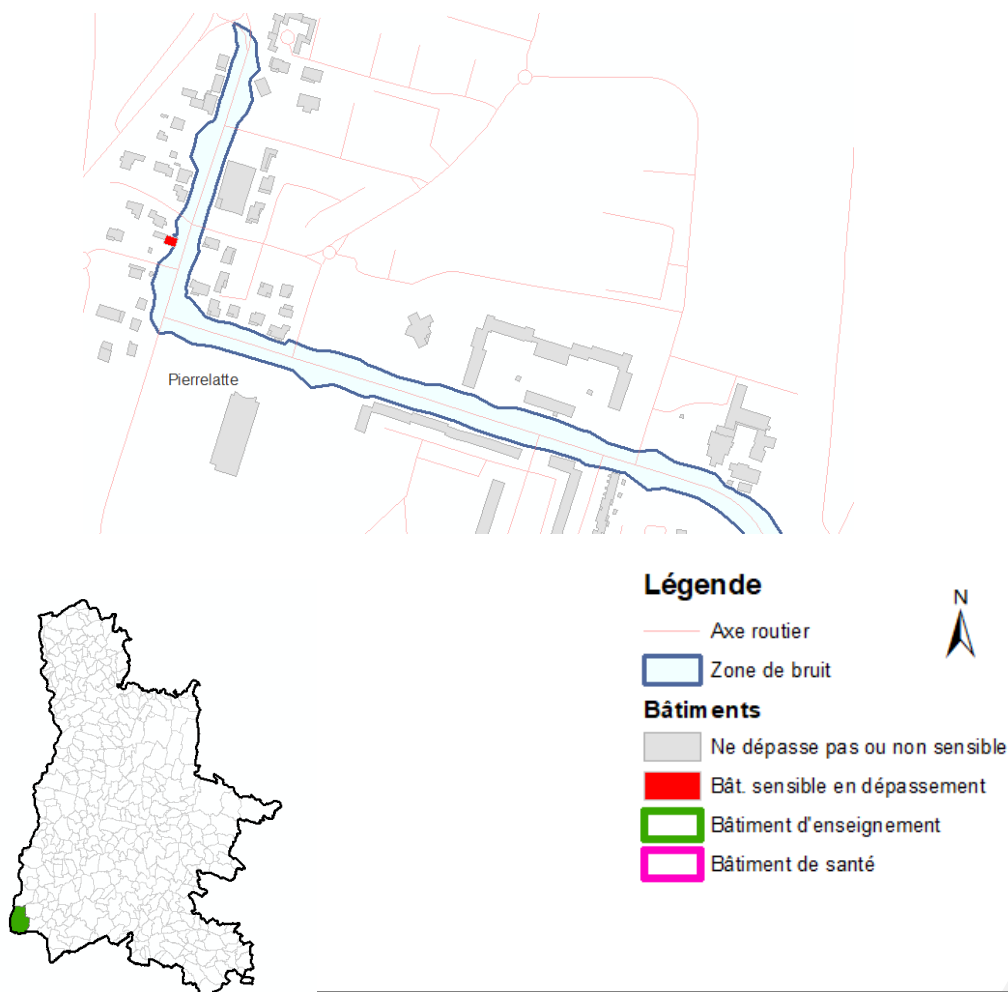 Pierrelatte
Légende
N
Axe routier
Zone de bruit
Bâtiments
Ne dépasse pas ou non sensible
Bât. sensible en dépassement
Bâtiment d'enseignement
Bâtiment de santé